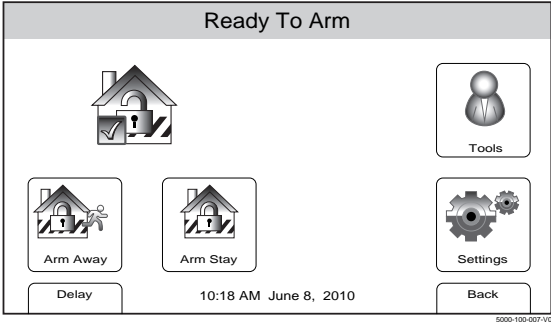 Ready To Arm
Tools
Arm Away
Arm Stay
Settings
Delay
10:18 AM June 8, 2010
Back
5000-100-007-V0